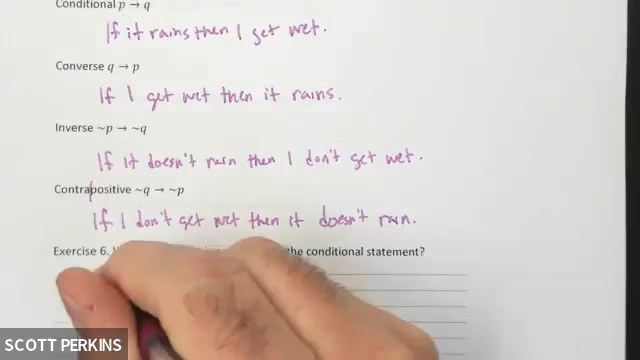 Conditional p → q
If it rains then I get wet.
Converse q → p
If I get wet then it rains.
Inverse ~p → ~q
If it doesn't rain then I don't get wet.
Contrapositive ~q → ~p
If I don't get wet then it doesn't rain.
Exercise 6. the conditional statement?
SCOTT PERKINS